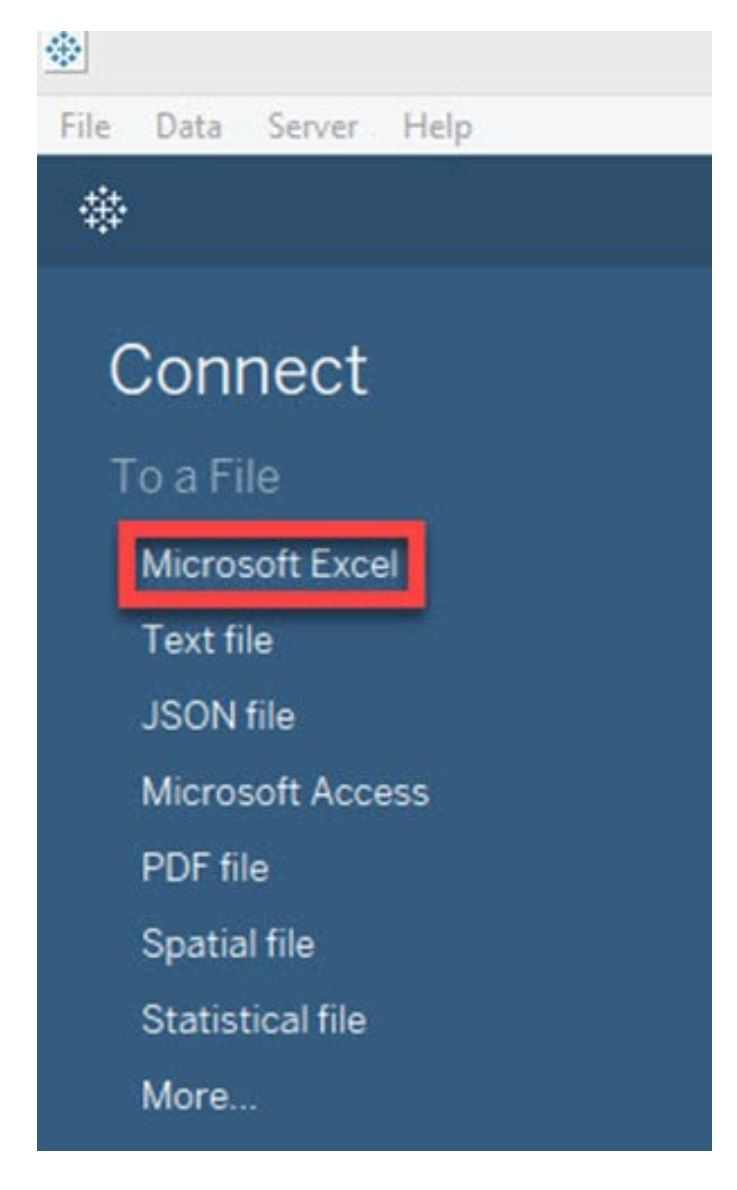 File Data Server Help
Connect
To a File
Microsoft Excel
Text file
JSON file
Microsoft Access
PDF file
Spatial file
Statistical file
More...